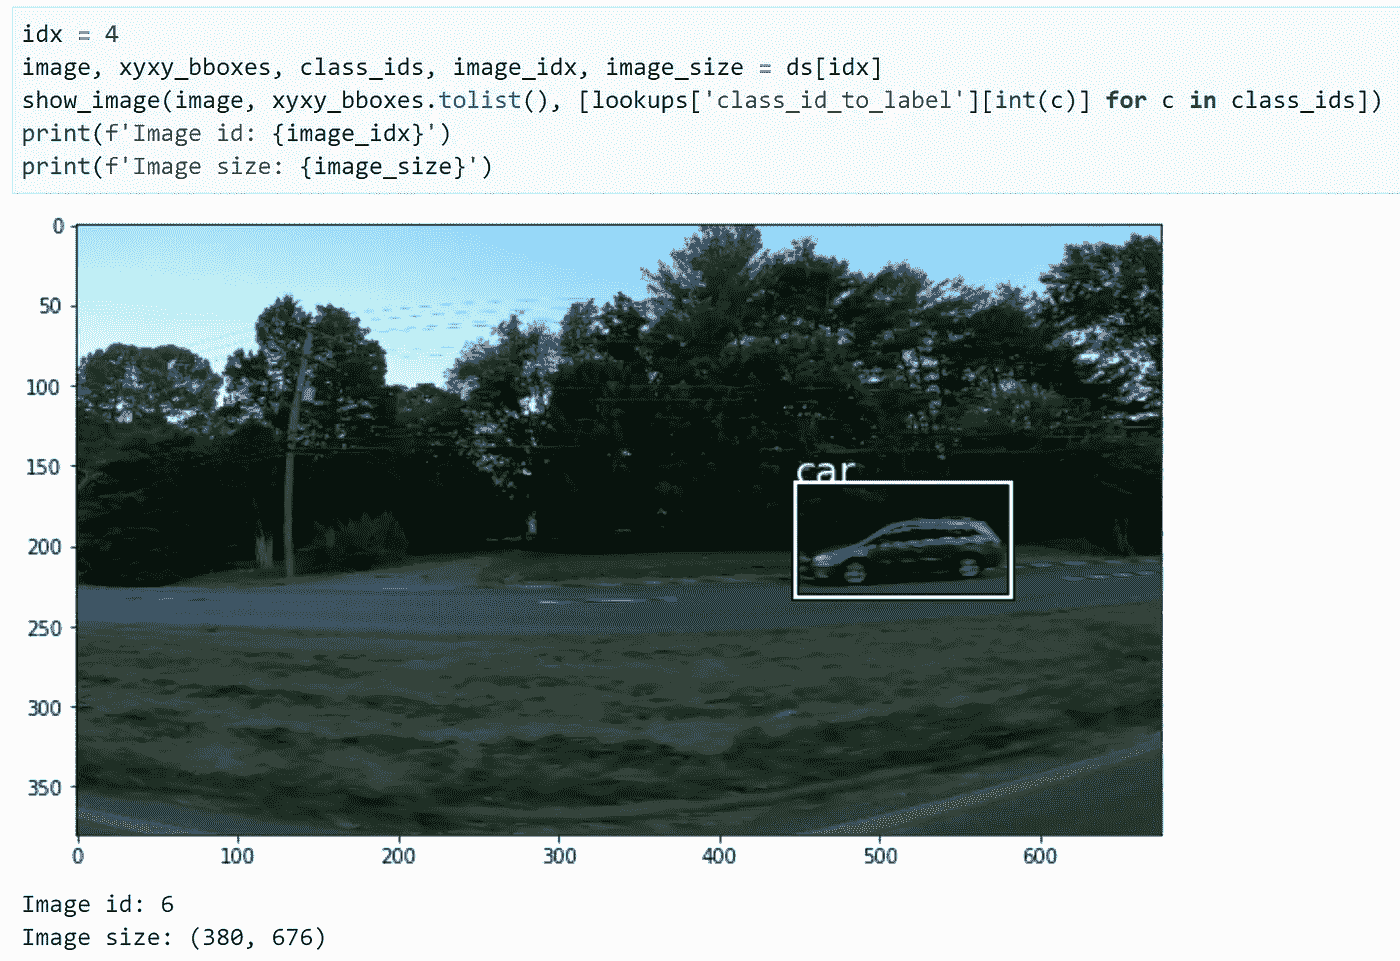 idx = 4
image, xyxy_bboxes, class_ids, image_idx, image_size = ds[idx]
show_image(image, xyxy_bboxes.tolist(), [lookups['class_id_to_label'][int(c)] for c in class_ids])
print(f'Image id: {image_idx}')
print(f'Image size: {image_size}')
0
50
100
150
car
200
250
300
350
0 100 200 300 400 500 600
Image id: 6
Image size: (380, 676)